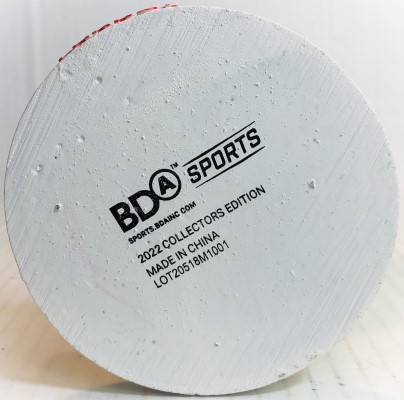 BDA™ SPORTS
SPORTS.BDAINC COM
2022 COLLECTORS EDITION
MADE IN CHINA
LOT20518M1001